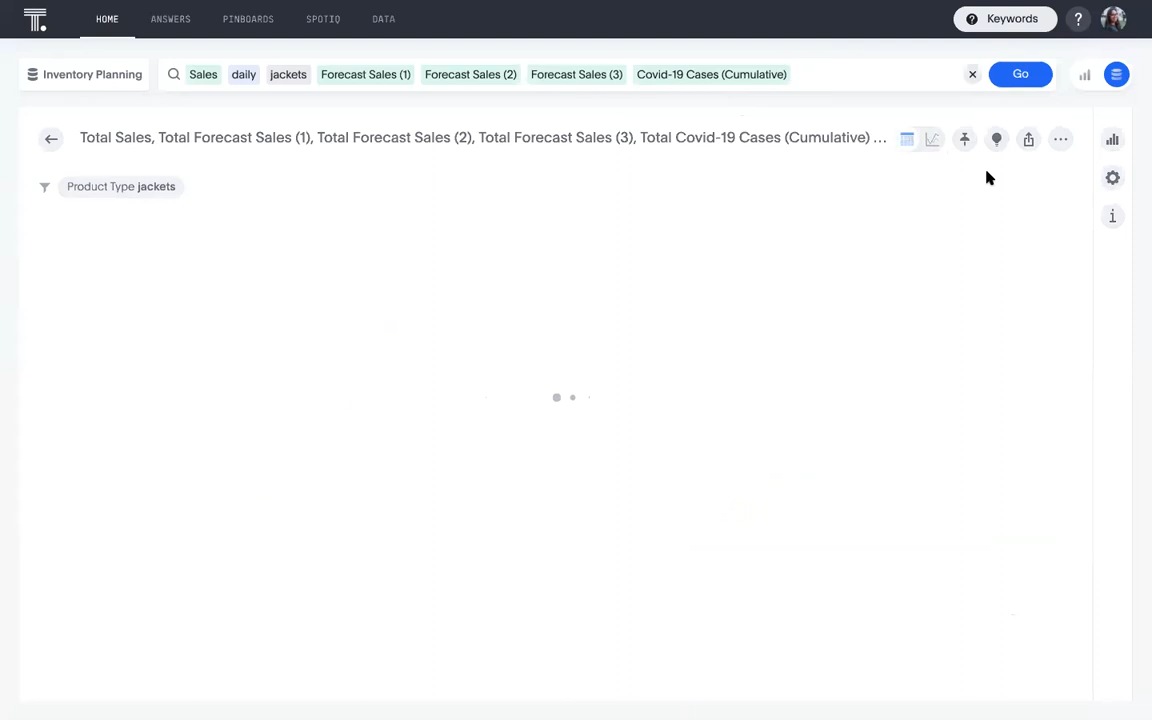 HOME ANSWERS PINBOARDS SPOTIQ DATA Keywords ?
Inventory Planning Sales daily jackets Forecast Sales (1) Forecast Sales (2) Forecast Sales (3) Covid-19 Cases (Cumulative) Go
Total Sales, Total Forecast Sales (1), Total Forecast Sales (2), Total Forecast Sales (3), Total Covid-19 Cases (Cumulative) ...
Product Type jackets